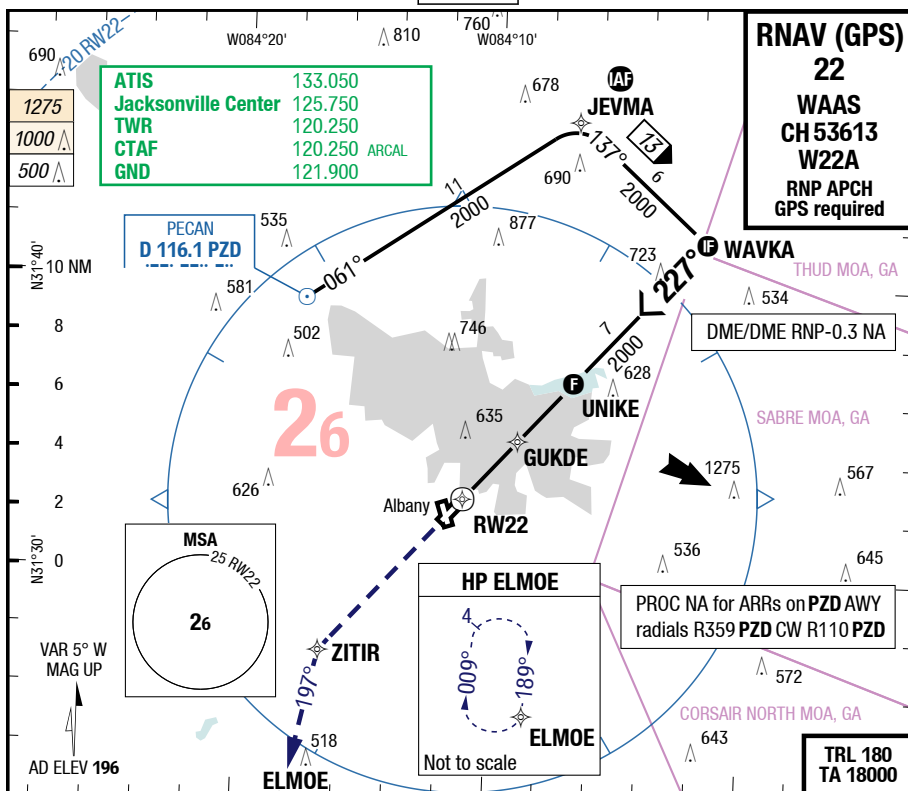 760
W084°20'
810
W084°10'
690
20 RW22
RNAV (GPS)
22
WAAS
CH 53613
W22A
RNP APCH
GPS required
ATIS 133.050
Jacksonville Center 125.750
TWR 120.250
CTAF 120.250 ARCAL
GND 121.900
1275
1000
500
678
IAF
JEVMA
137°
13
6
2000
690
11
2000
PECAN
D 116.1 PZD
535
877
723
IF
WAVKA
N31°40'
10 NM
061°
227°
THUD MOA, GA
581
534
8
502
746
7
2000
DME/DME RNP-0.3 NA
6
26
F
628
UNIKE
SABRE MOA, GA
635
4
GUKDE
1275
567
626
2
Albany
RW22
MSA
25 RW22
26
N31°30'
0
536
645
HP ELMOE
4
009°
189°
ELMOE
Not to scale
PROC NA for ARRs on PZD AWY
radials R359 PZD CW R110 PZD
ZITIR
VAR 5° W
MAG UP
197°
572
CORSAIR NORTH MOA, GA
518
643
AD ELEV 196
ELMOE
TRL 180
TA 18000